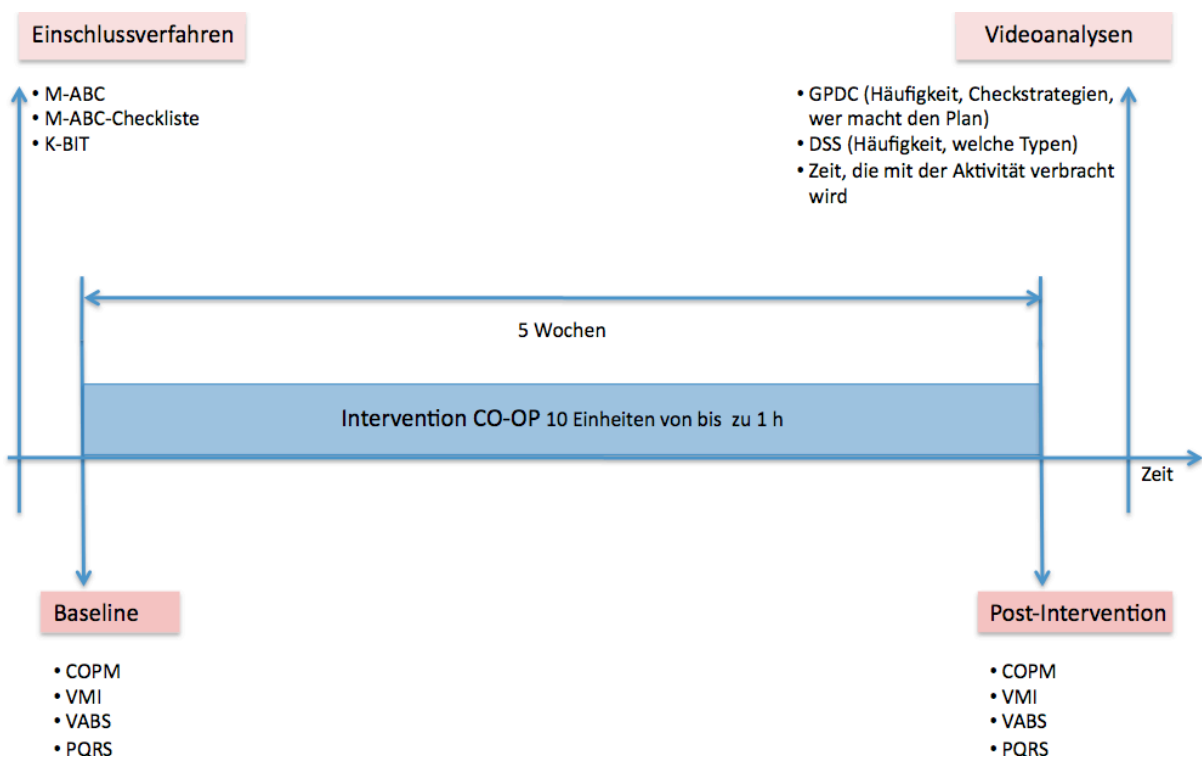 Einschlussverfahren
• M-ABC
• M-ABC-Checkliste
• K-BIT
Videoanalysen
• GPDC (Häufigkeit, Checkstrategien,
wer macht den Plan)
• DSS (Häufigkeit, welche Typen)
• Zeit, die mit der Aktivität verbracht
wird
5 Wochen
Intervention CO-OP 10 Einheiten von bis zu 1 h
Zeit
Baseline
• COPM
• VMI
• VABS
• PQRS
Post-Intervention
• COPM
• VMI
• VABS
• PQRS